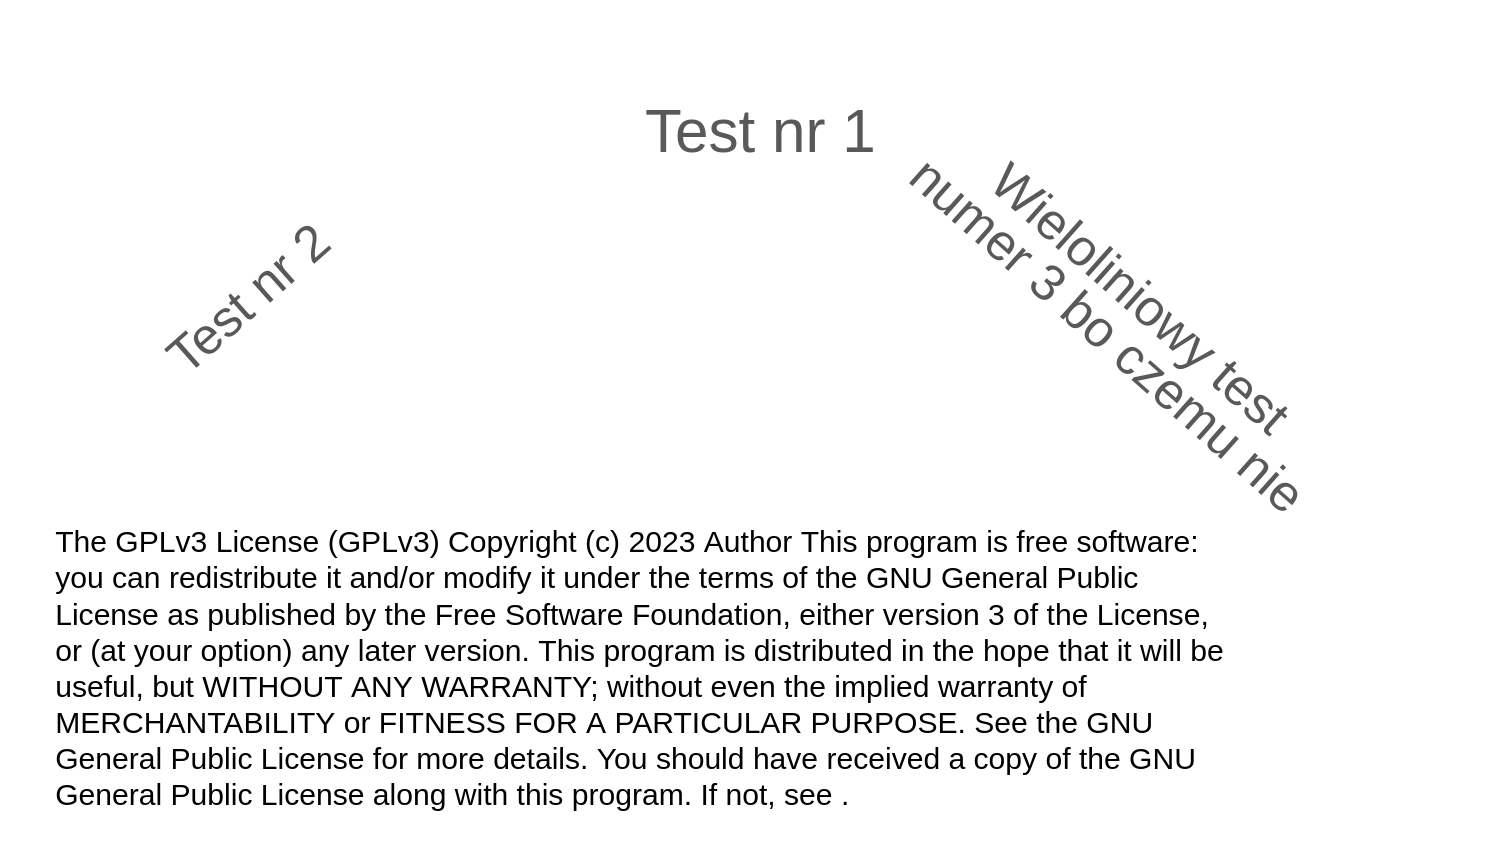 Test nr 1
Test nr 2
Wieloliniowy test
numer 3 bo czemu nie
The GPLv3 License (GPLv3) Copyright (c) 2023 Author This program is free software:
you can redistribute it and/or modify it under the terms of the GNU General Public
License as published by the Free Software Foundation, either version 3 of the License,
or (at your option) any later version. This program is distributed in the hope that it will be
useful, but WITHOUT ANY WARRANTY; without even the implied warranty of
MERCHANTABILITY or FITNESS FOR A PARTICULAR PURPOSE. See the GNU
General Public License for more details. You should have received a copy of the GNU
General Public License along with this program. If not, see .